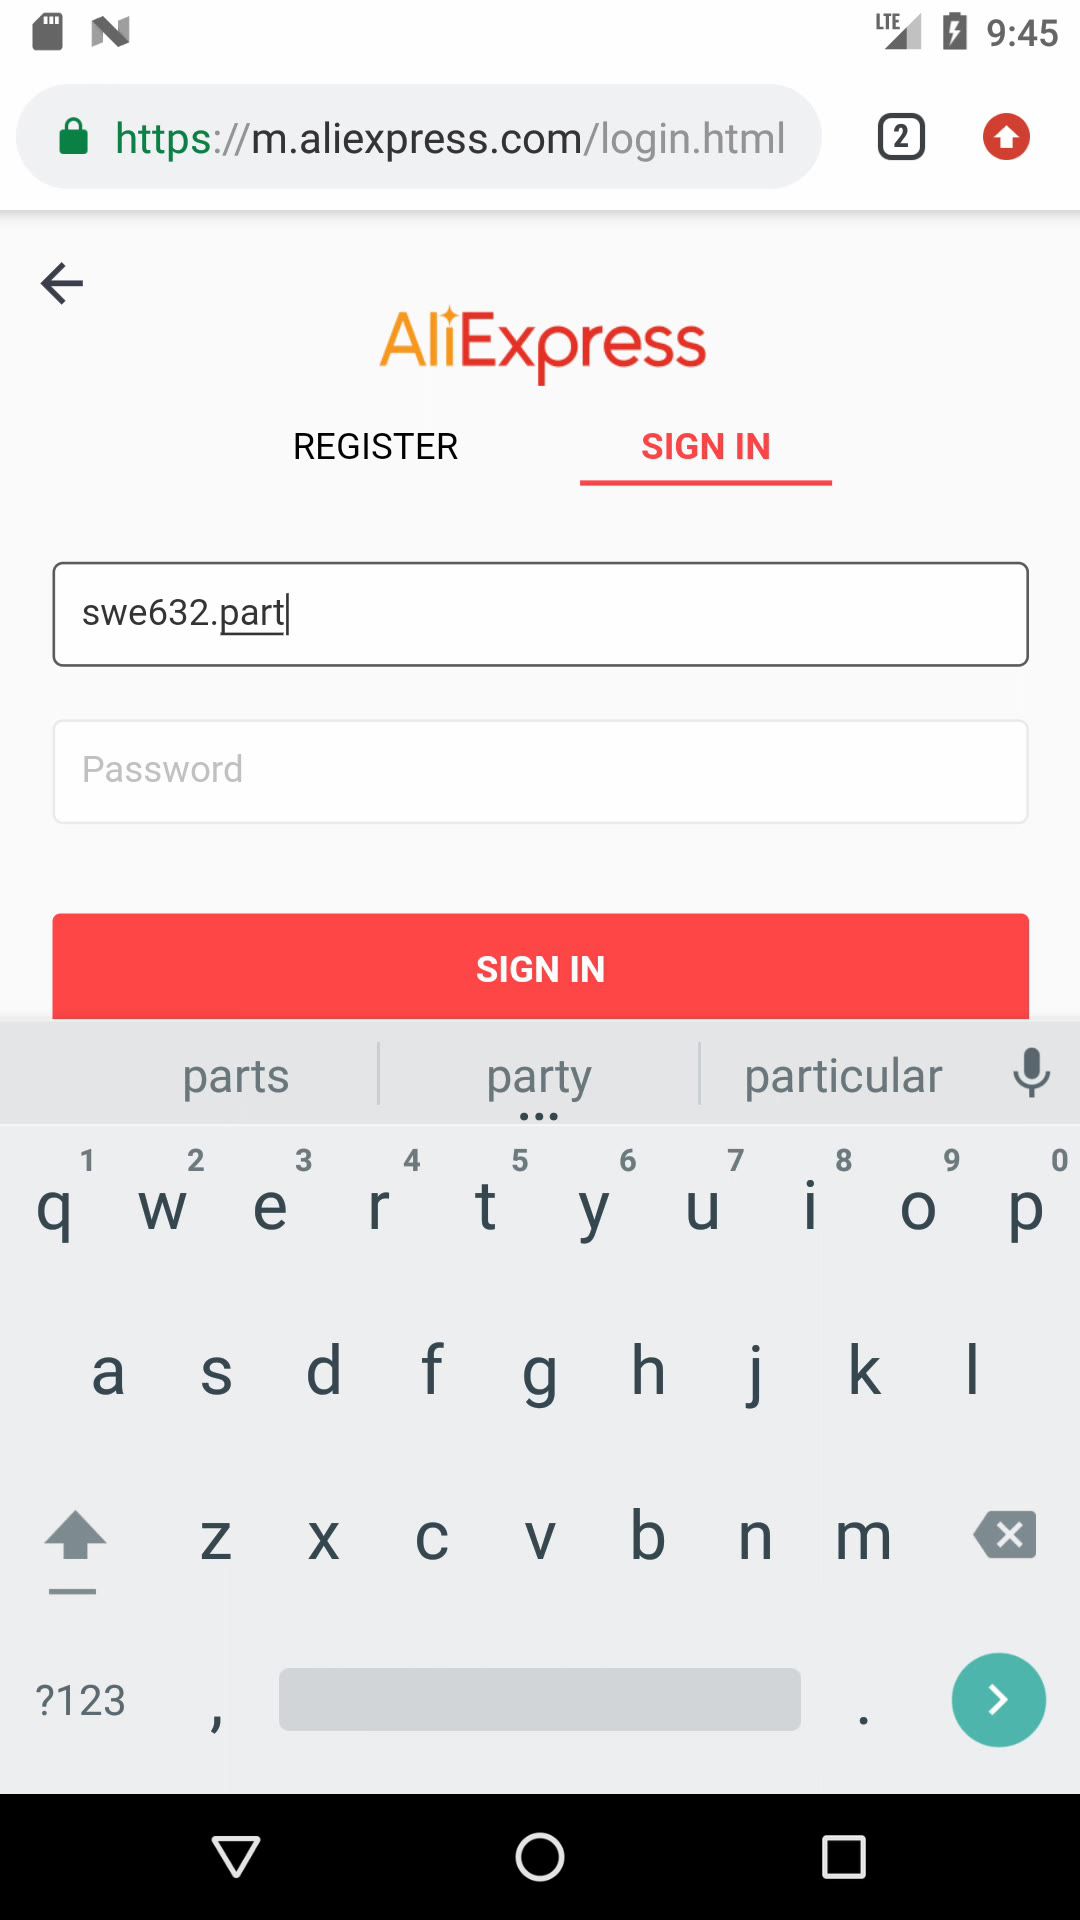 LTE 9:45
https://m.aliexpress.com/login.html 2
AliExpress
REGISTER SIGN IN
swe632.part
Password
SIGN IN
parts party particular
1 2 3 4 5 6 7 8 9 0
q w e r t y u i o p
a s d f g h j k l
z x c v b n m
?123 , .